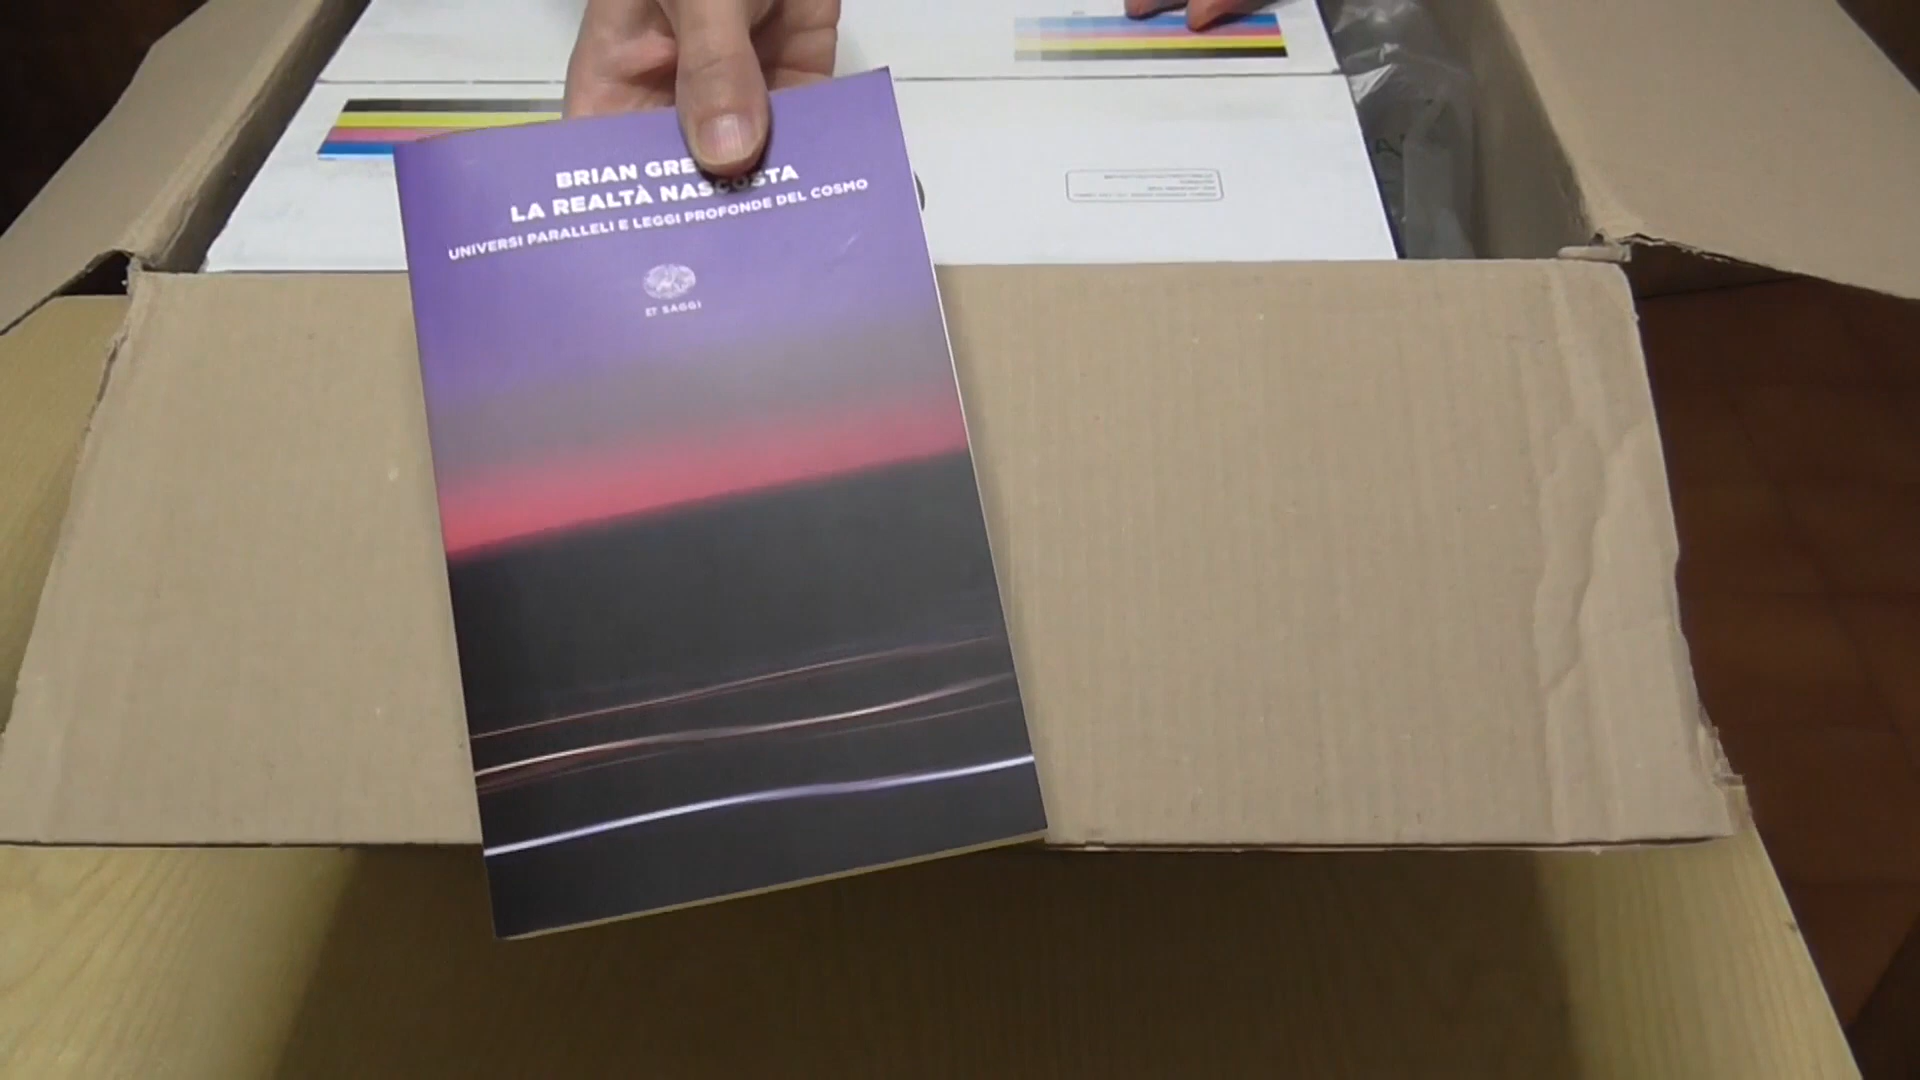 BRIAN GRE
LA REALTÀ NASCOSTA
UNIVERSI PARALLELI E LEGGI PROFONDE DEL COSMO
ET SAGGI